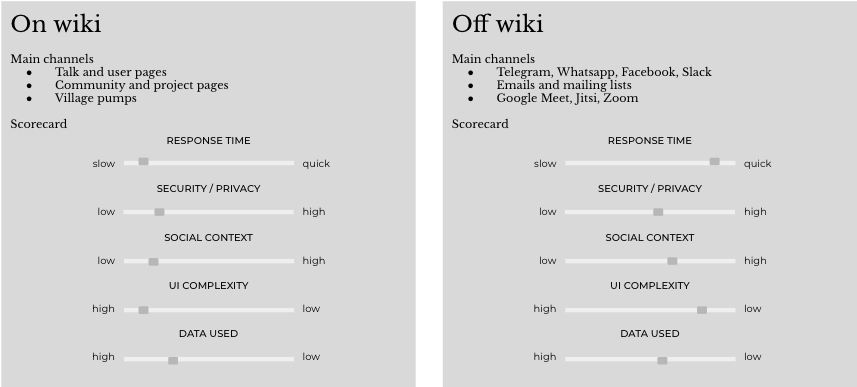 On wiki
Main channels
● Talk and user pages
● Community and project pages
● Village pumps
Scorecard
RESPONSE TIME
slow quick
SECURITY / PRIVACY
low high
SOCIAL CONTEXT
low high
UI COMPLEXITY
high low
DATA USED
high low
Off wiki
Main channels
● Telegram, Whatsapp, Facebook, Slack
● Emails and mailing lists
● Google Meet, Jitsi, Zoom
Scorecard
RESPONSE TIME
slow quick
SECURITY / PRIVACY
low high
SOCIAL CONTEXT
low high
UI COMPLEXITY
high low
DATA USED
high low